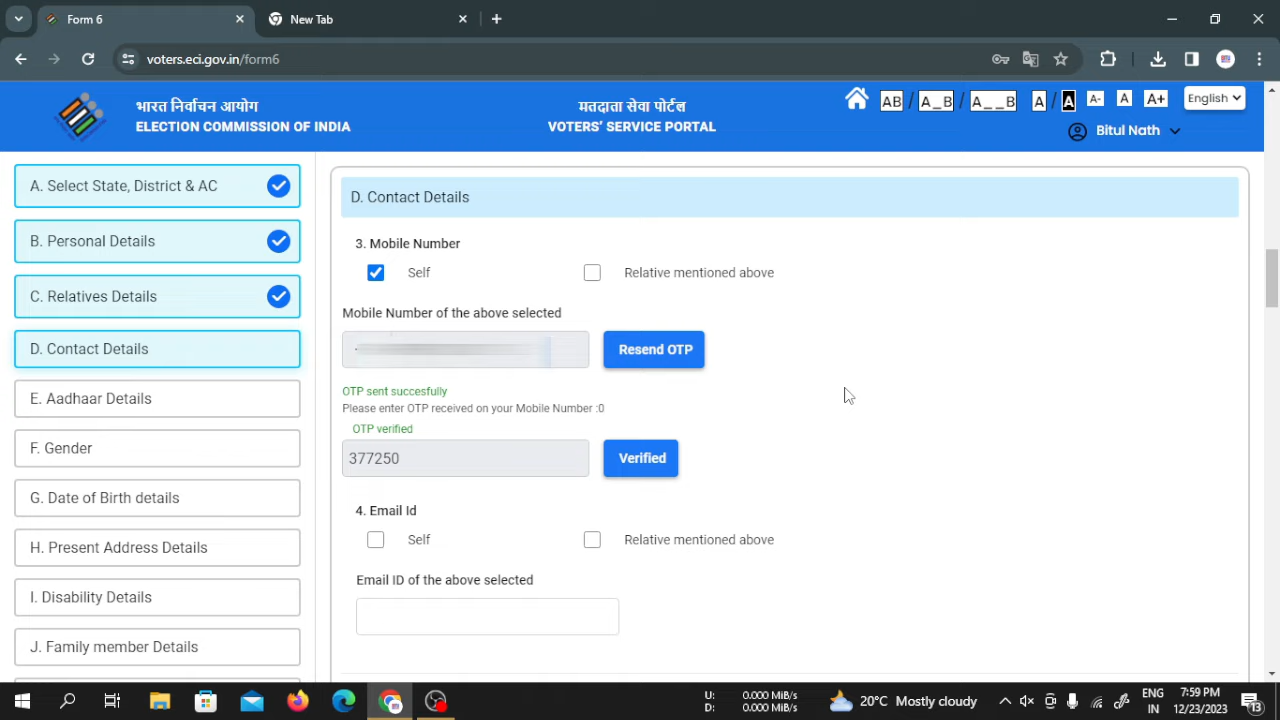 Form 6
New Tab
voters.eci.gov.in/form6
भारत निर्वाचन आयोग
ELECTION COMMISSION OF INDIA
मतदाता सेवा पोर्टल
VOTERS' SERVICE PORTAL
AB / A_B / A__B A / A A- A A+ English
Bitul Nath
A. Select State, District & AC
B. Personal Details
C. Relatives Details
D. Contact Details
E. Aadhaar Details
F. Gender
G. Date of Birth details
H. Present Address Details
I. Disability Details
J. Family member Details
D. Contact Details
3. Mobile Number
Self Relative mentioned above
Mobile Number of the above selected
Resend OTP
OTP sent succesfully
Please enter OTP received on your Mobile Number :0
OTP verified
377250 Verified
4. Email Id
Self Relative mentioned above
Email ID of the above selected
U: 0.000 MiB/s
D: 0.000 MiB/s
20°C Mostly cloudly
ENG
IN
7:59 PM
12/23/2023
13